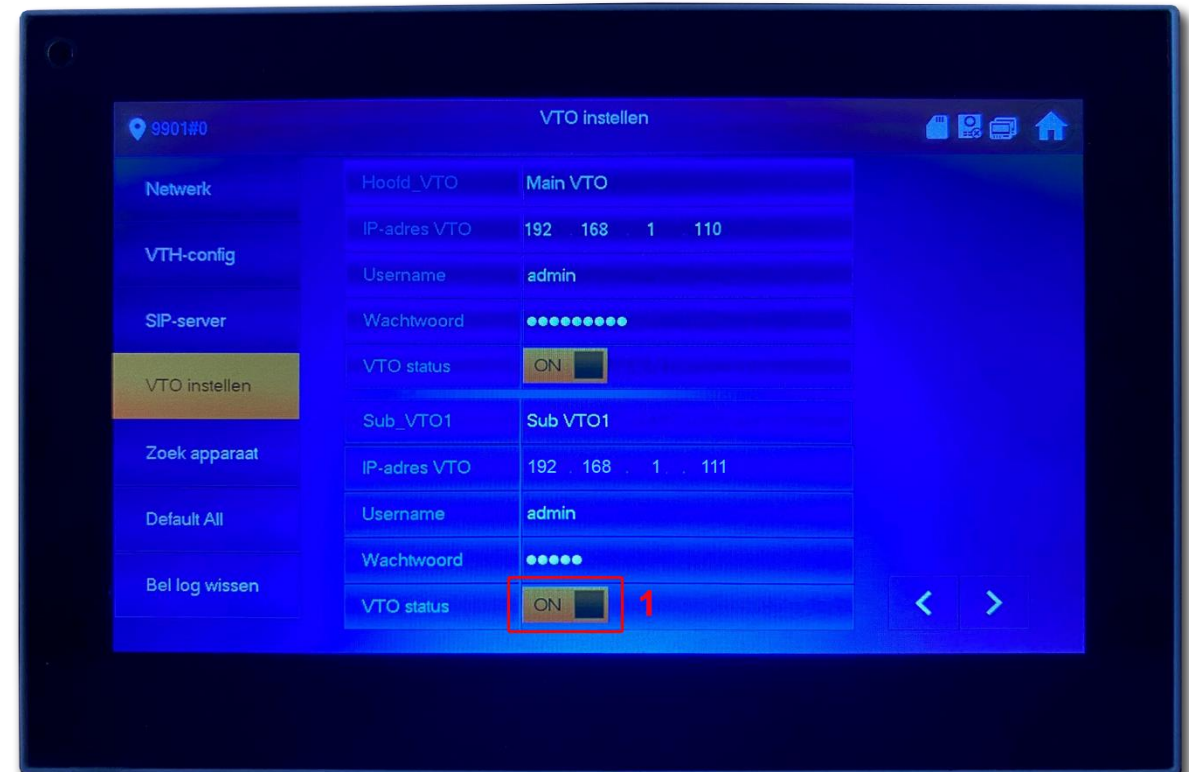 9901#0 VTO instellen
Netwerk
VTH-config
SIP-server
VTO instellen
Zoek apparaat
Default All
Bel log wissen
Hoofd_VTO Main VTO
IP-adres VTO 192 . 168 . 1 . 110
Username admin
Wachtwoord ●●●●●●●●●
VTO status ON
Sub_VTO1 Sub VTO1
IP-adres VTO 192 . 168 . 1 . 111
Username admin
Wachtwoord ●●●●●
VTO status ON 1